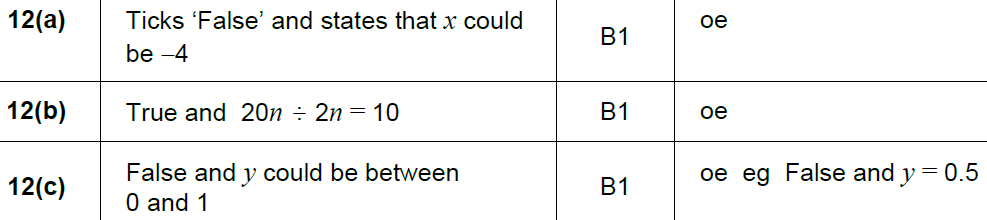 12(a) Ticks ‘False’ and states that x could be –4 B1 oe
12(b) True and 20n ÷ 2n = 10 B1 oe
12(c) False and y could be between 0 and 1 B1 oe eg False and y = 0.5